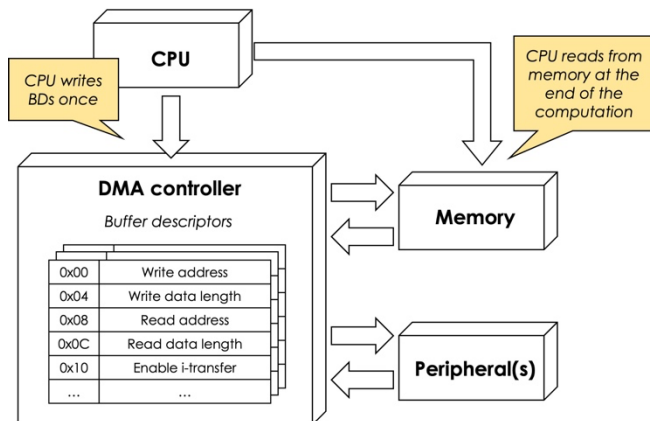 CPU
CPU writes
BDs once
CPU reads from
memory at the
end of the
computation
DMA controller
Buffer descriptors
0x00 Write address
0x04 Write data length
0x08 Read address
0x0C Read data length
0x10 Enable i-transfer
... ...
Memory
Peripheral(s)